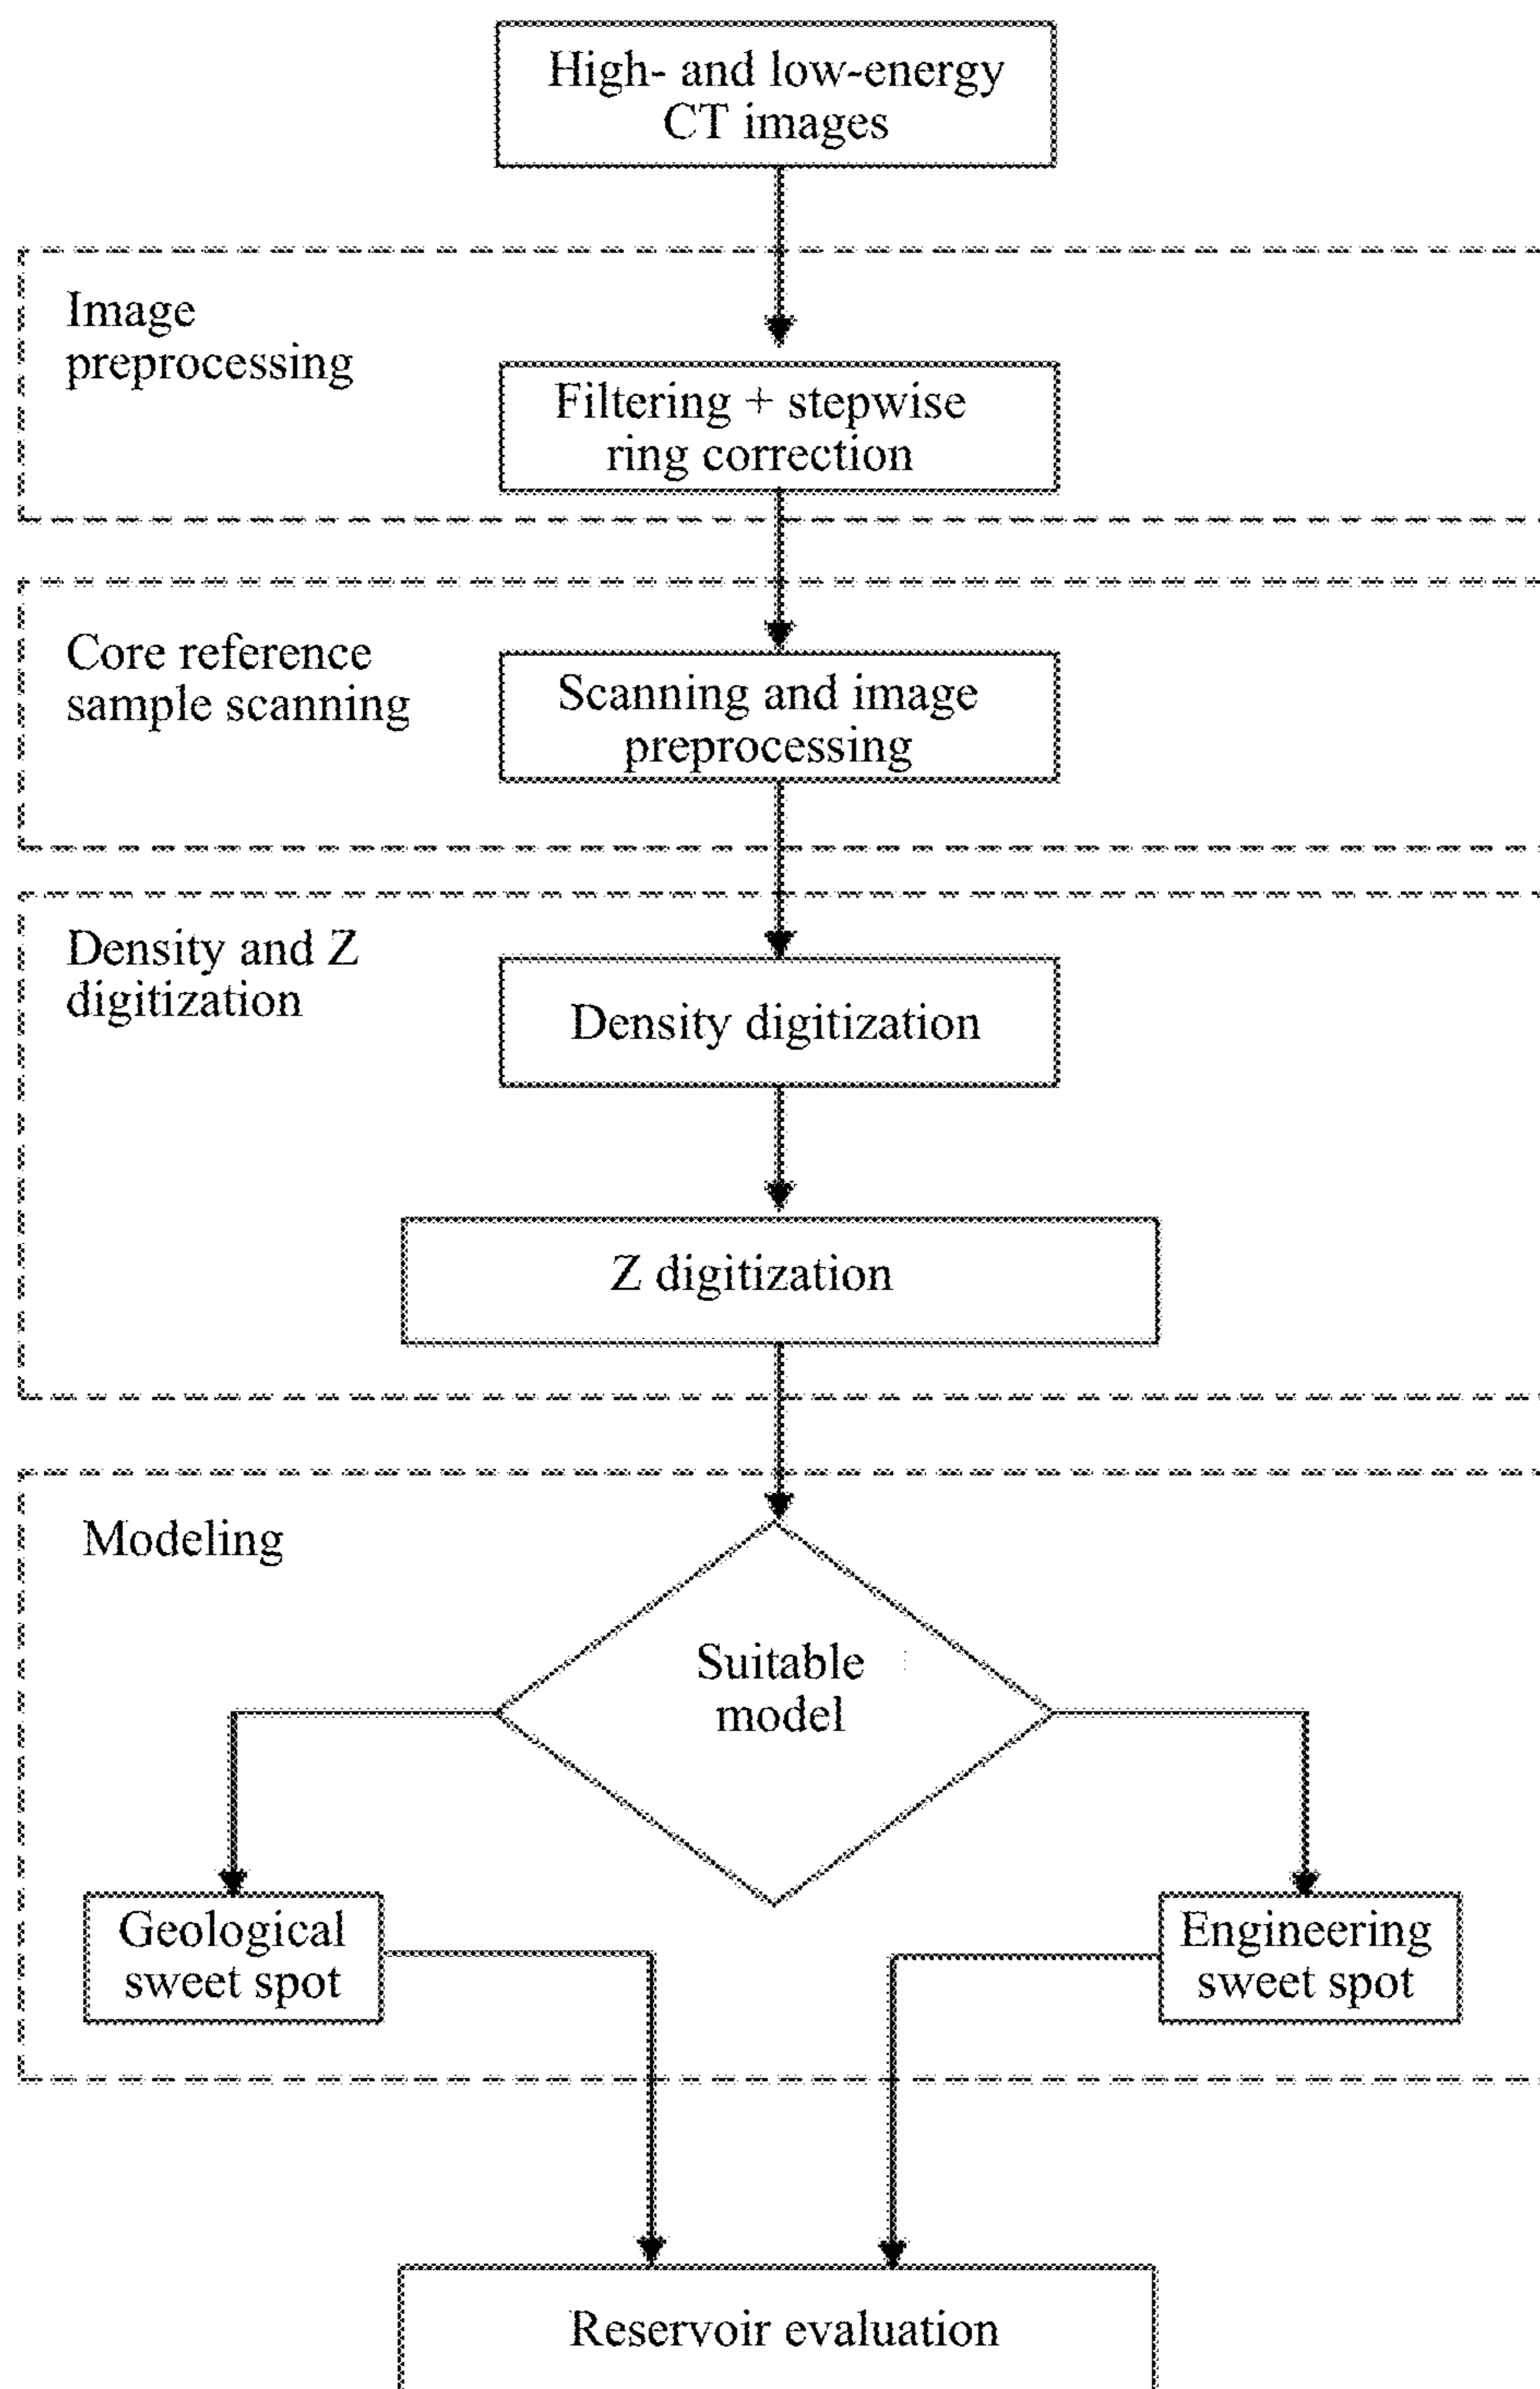 High- and low-energy
CT images
Image
preprocessing
Filtering + stepwise
ring correction
Core reference
sample scanning
Scanning and image
preprocessing
Density and Z
digitization
Density digitization
Z digitization
Modeling
Suitable
model
Geological
sweet spot
Engineering
sweet spot
Reservoir evaluation